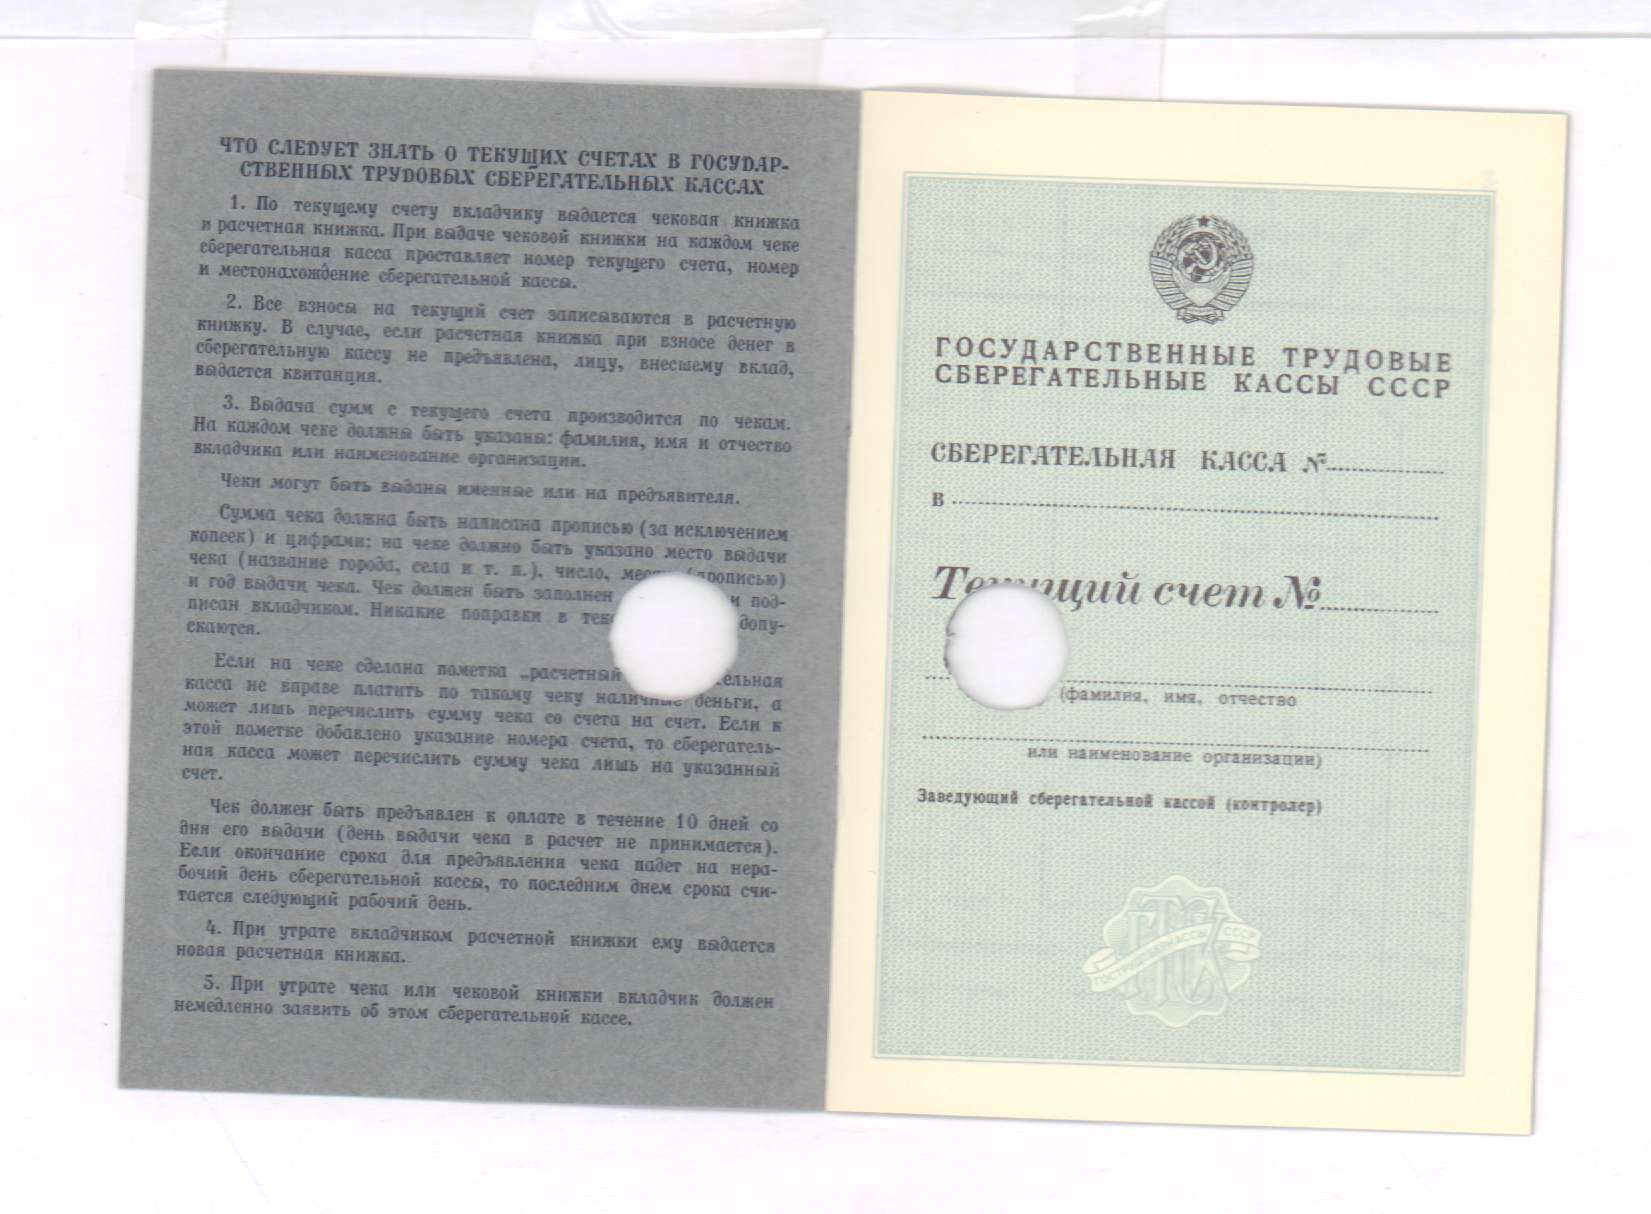 ЧТО СЛЕДУЕТ ЗНАТЬ О ТЕКУЩИХ СЧЕТАХ В ГОСУДАР-
СТВЕННЫХ ТРУДОВЫХ СБЕРЕГАТЕЛЬНЫХ КАССАХ
1. По текущему счету вкладчику выдается чековая книжка
и расчетная книжка. При выдаче чековой книжки на каждом чеке
сберегательная касса проставляет номер текущего счета, номер
и местонахождение сберегательной кассы.
2. Все взносы на текущий счет записываются в расчетную
книжку. В случае, если расчетная книжка при взносе денег в
сберегательную кассу не предъявлена, лицу, внесшему вклад,
выдается квитанция.
3. Выдача сумм с текущего счета производится по чекам.
На каждом чеке должны быть указаны: фамилия, имя и отчество
вкладчика или наименование организации.
Чеки могут быть выданы именные или на предъявителя.
Сумма чека должна быть написана прописью (за исключением
копеек) и цифрами; на чеке должно быть указано место выдачи
чека (название города, села и т. п.), число, (прописью)
и год выдачи чека. Чек должен быть заполнен и под-
писан вкладчиком. Никакие поправки в допу-
скаются.
Если на чеке сделана пометка „расчетный
касса не вправе платить по такому чеку наличные деньги, а
может лишь перечислить сумму чека со счета на счет. Если к
этой пометке добавлено указание номера счета, то сберегатель-
ная касса может перечислить сумму чека лишь на указанный
счет.
Чек должен быть предъявлен к оплате в течение 10 дней со
дня его выдачи (день выдачи чека в расчет не принимается).
Если окончание срока для предъявления чека падет на нера-
бочий день сберегательной кассы, то последним днем срока счи-
тается следующий рабочий день.
4. При утрате вкладчиком расчетной книжки ему выдается
новая расчетная книжка.
5. При утрате чека или чековой книжки вкладчик должен
немедленно заявить об этом сберегательной кассе.
ГОСУДАРСТВЕННЫЕ ТРУДОВЫЕ
СБЕРЕГАТЕЛЬНЫЕ КАССЫ СССР
СБЕРЕГАТЕЛЬНАЯ КАССА №
в
Текущий счет №
(фамилия, имя, отчество
или наименование организации)
Заведующий сберегательной кассой (контролер)
ГТСК
ГОСТРУДСБЕРКАССЫ СССР